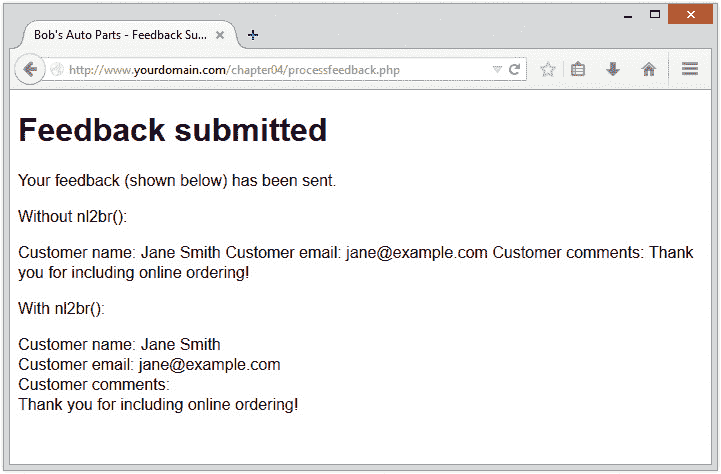 Bob's Auto Parts - Feedback Su...
http://www.yourdomain.com/chapter04/processfeedback.php
Feedback submitted
Your feedback (shown below) has been sent.
Without nl2br():
Customer name: Jane Smith Customer email: jane@example.com Customer comments: Thank
you for including online ordering!
With nl2br():
Customer name: Jane Smith
Customer email: jane@example.com
Customer comments:
Thank you for including online ordering!